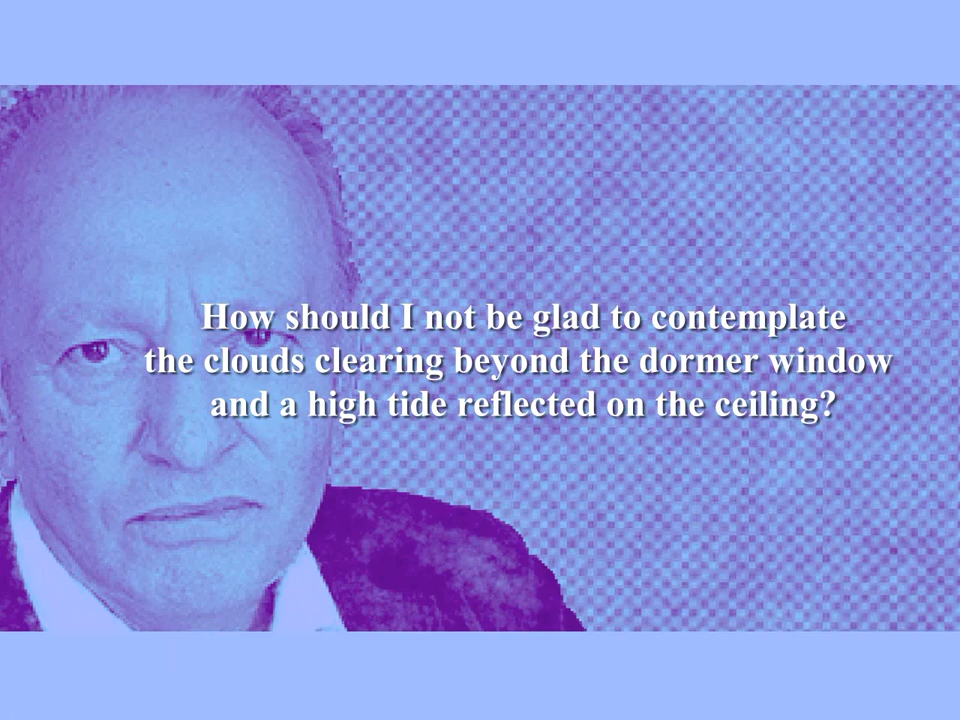 How should I not be glad to contemplate
the clouds clearing beyond the dormer window
and a high tide reflected on the ceiling?